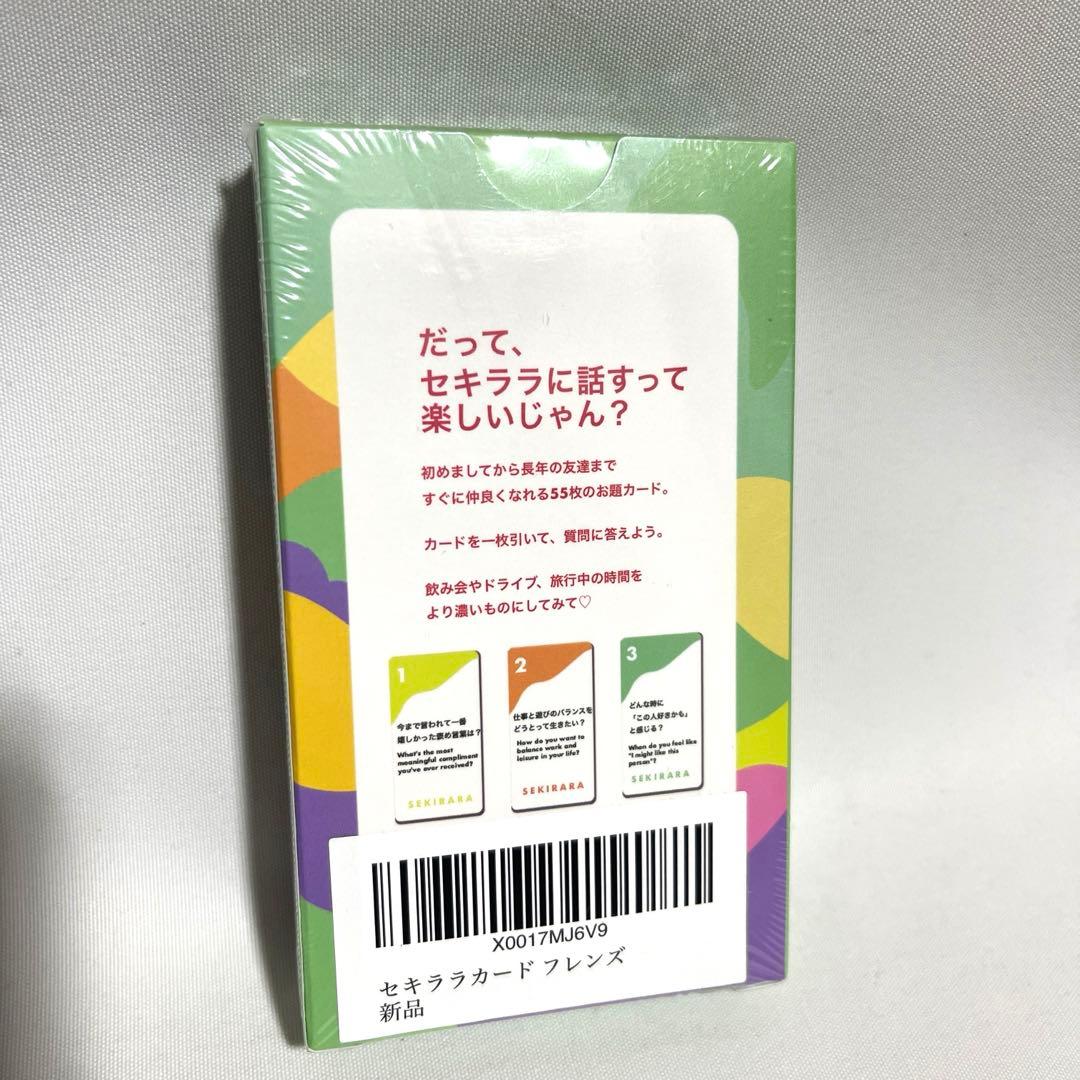 だって、
セキララに話すって
楽しいじゃん？
初めましてから長年の友達まで
すぐに仲良くなれる55枚のお題カード。
カードを一枚引いて、質問に答えよう。
飲み会やドライブ、旅行中の時間を
より濃いものにしてみて♡
1
今まで言われて一番
嬉しかった褒め言葉は？
What's the most
meaningful compliment
you've ever received?
SEKIRARA
2
仕事と遊びのバランスを
どうとって生きたい？
How do you want to
balance work and
leisure in your life?
SEKIRARA
3
どんな時に
「この人好きかも」
と感じる？
When do you feel like
"I might like this
person"?
SEKIRARA
X0017MJ6V9
セキララカード フレンズ
新品